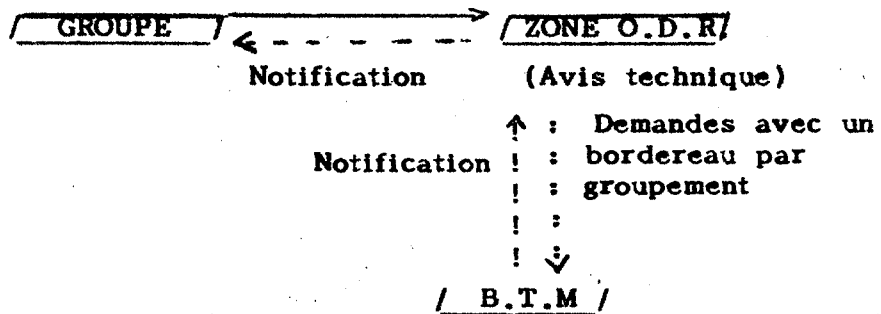 / GROUPE / / ZONE O.D.R/
Notification (Avis technique)
Demandes avec un
Notification bordereau par
groupement
/ B.T.M /